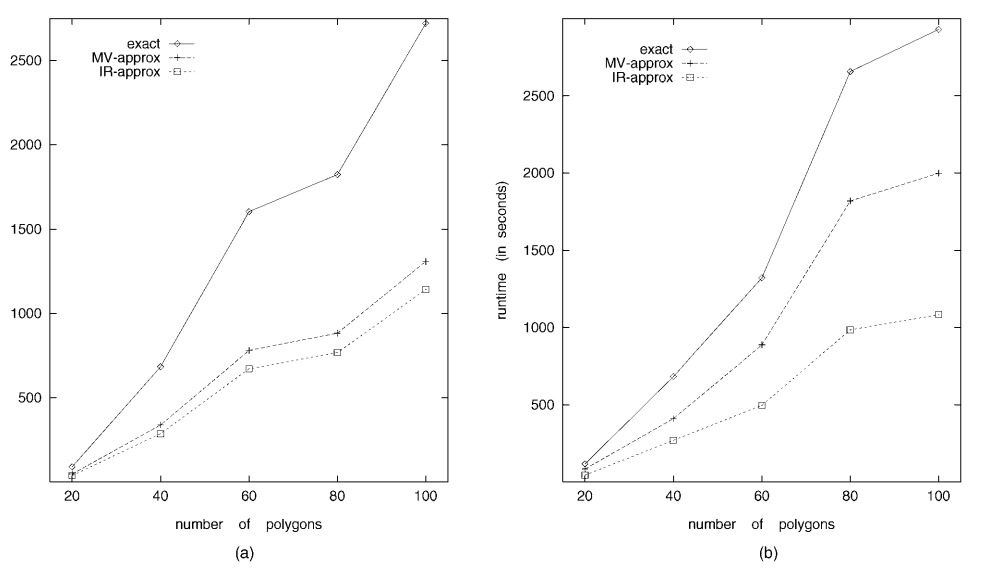 exact
MV-approx
IR-approx
2500
2000
1500
1000
500
20 40 60 80 100
number of polygons
(a)
exact
MV-approx
IR-approx
runtime (in seconds)
2500
2000
1500
1000
500
20 40 60 80 100
number of polygons
(b)